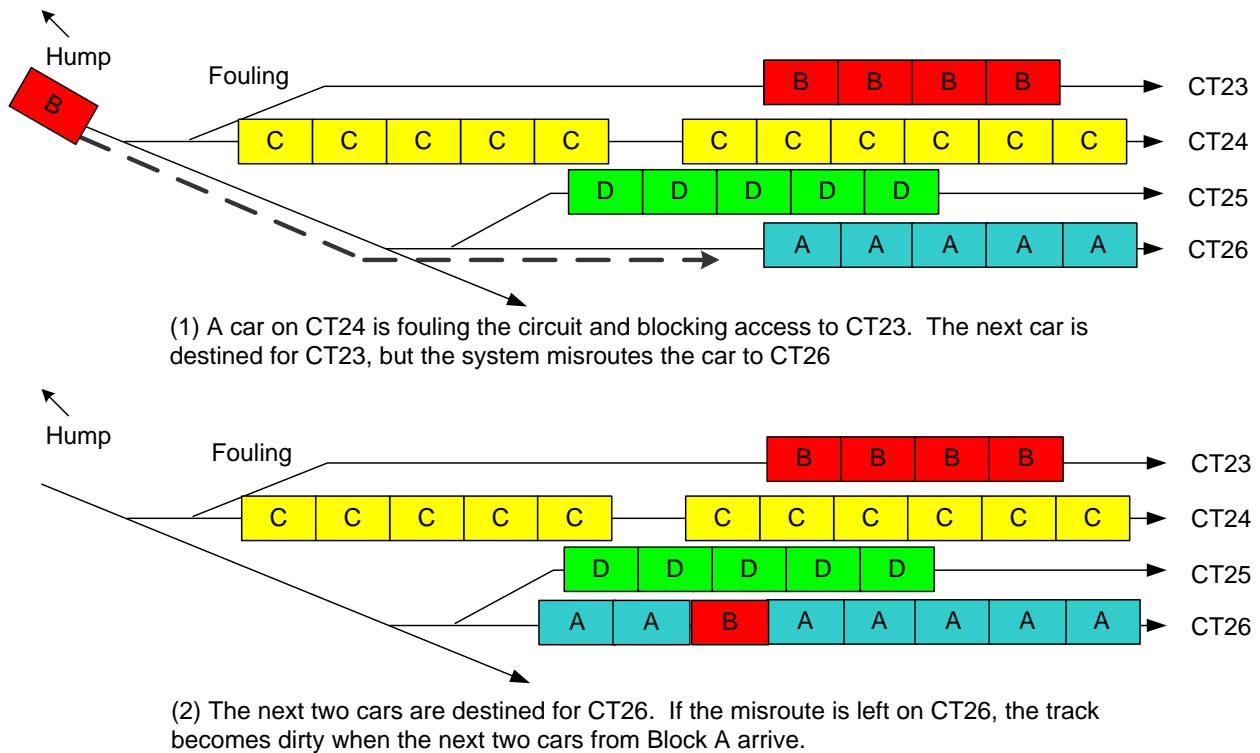 Hump
B
Fouling
B B B B CT23
C C C C C C C C C C C CT24
D D D D D CT25
A A A A A CT26
(1) A car on CT24 is fouling the circuit and blocking access to CT23. The next car is
destined for CT23, but the system misroutes the car to CT26
Hump
Fouling
B B B B CT23
C C C C C C C C C C C CT24
D D D D D CT25
A A B A A A A A CT26
(2) The next two cars are destined for CT26. If the misroute is left on CT26, the track
becomes dirty when the next two cars from Block A arrive.